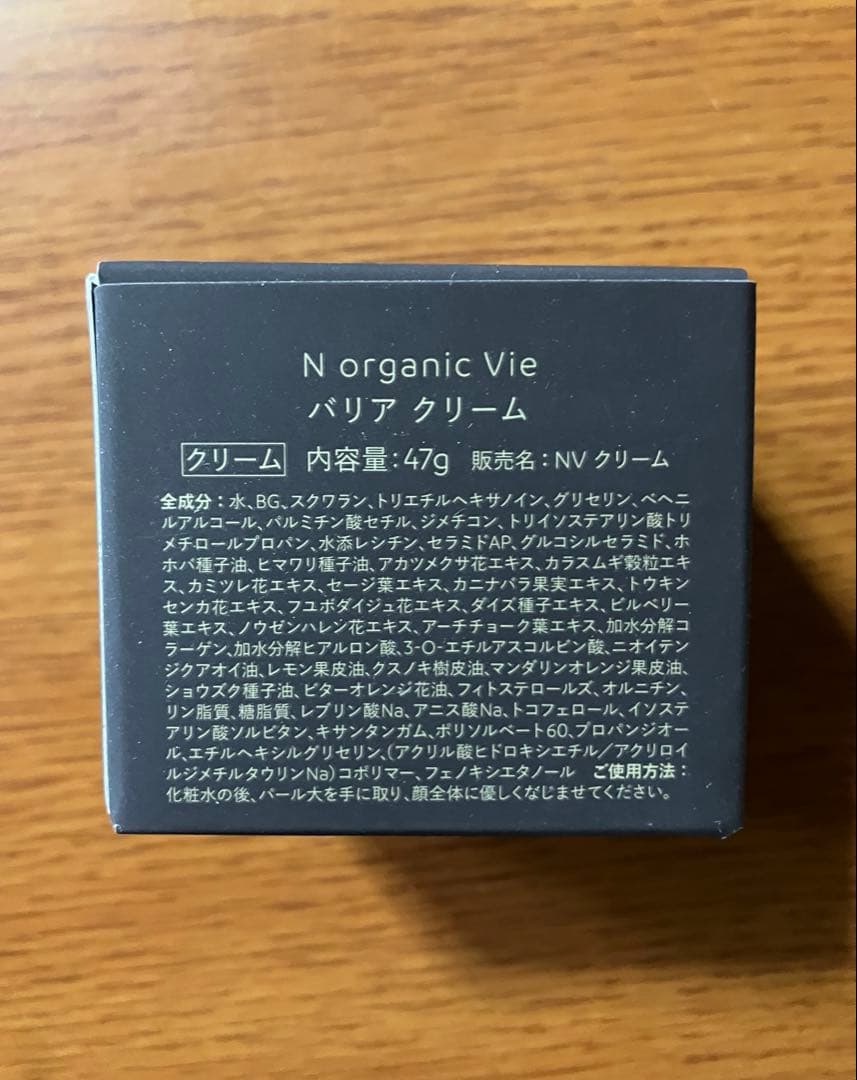 N organic Vie
バリア クリーム
クリーム 内容量:47g 販売名:NV クリーム
全成分:水、BG、スクワラン、トリエチルヘキサノイン、グリセリン、ベヘニ
ルアルコール、パルミチン酸セチル、ジメチコン、トリイソステアリン酸トリ
メチロールプロパン、水添レシチン、セラミドAP、グルコシルセラミド、ホ
ホバ種子油、ヒマワリ種子油、アカツメクサ花エキス、カラスムギ穀粒エキ
ス、カミツレ花エキス、セージ葉エキス、カニナバラ果実エキス、トウキン
センカ花エキス、フユボダイジュ花エキス、ダイズ種子エキス、ビルベリー
葉エキス、ノウゼンハレン花エキス、アーチチョーク葉エキス、加水分解コ
ラーゲン、加水分解ヒアルロン酸、3-O-エチルアスコルビン酸、ニオイテン
ジクアオイ油、レモン果皮油、クスノキ樹皮油、マンダリンオレンジ果皮油、
ショウズク種子油、ビターオレンジ花油、フィトステロールズ、オルニチン、
リン脂質、糖脂質、レブリン酸Na、アニス酸Na、トコフェロール、イソステ
アリン酸ソルビタン、キサンタンガム、ポリソルベート60、プロパンジオー
ル、エチルヘキシルグリセリン、(アクリル酸ヒドロキシエチル/アクリロイ
ルジメチルタウリンNa)コポリマー、フェノキシエタノール ご使用方法:
化粧水の後、パール大を手に取り、顔全体に優しくなじませてください。